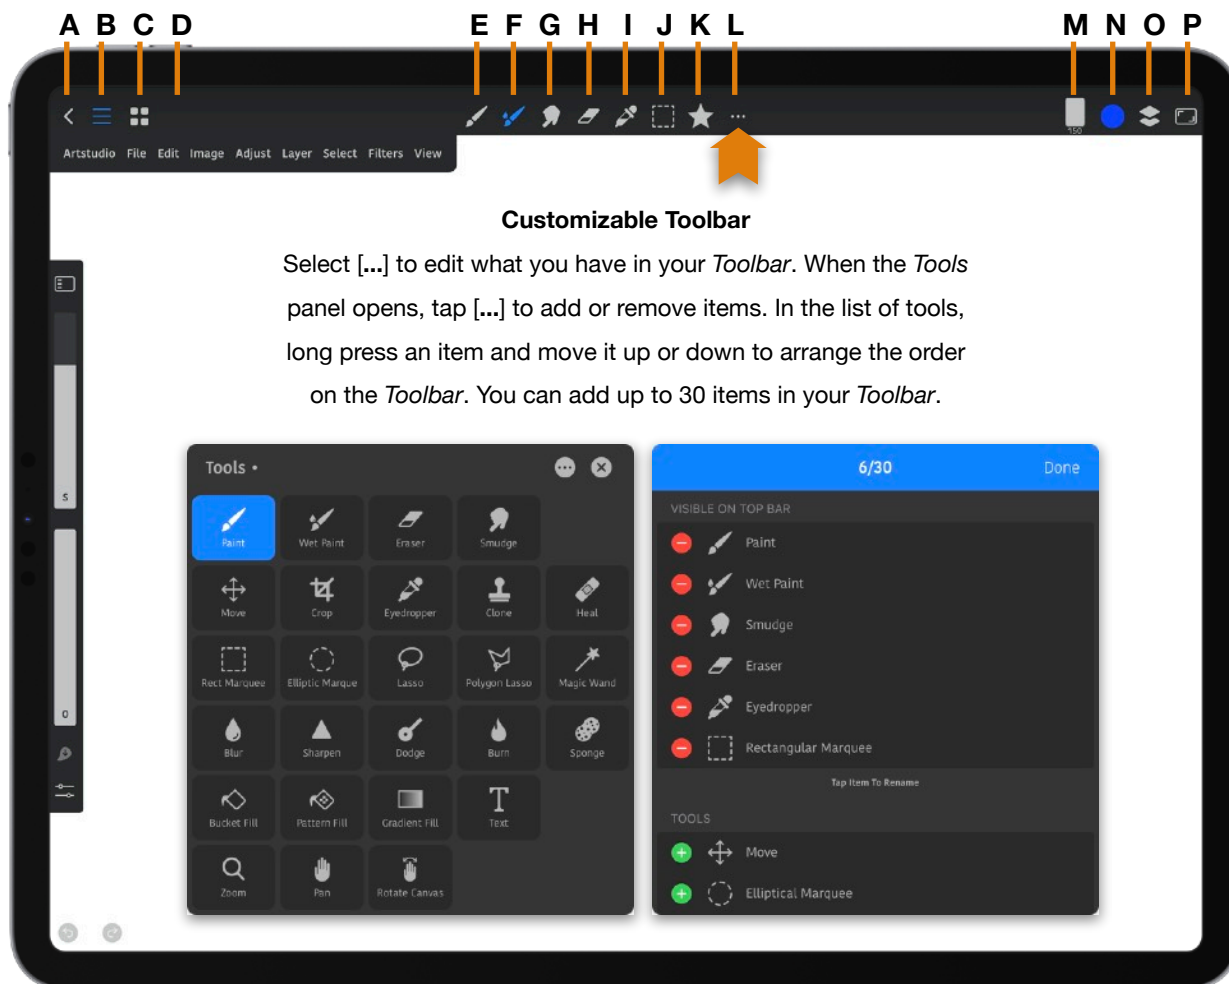 A B C D E F G H I J K L M N O P
150
Artstudio File Edit Image Adjust Layer Select Filters View
Customizable Toolbar
Select [...] to edit what you have in your Toolbar. When the Tools
panel opens, tap [...] to add or remove items. In the list of tools,
long press an item and move it up or down to arrange the order
on the Toolbar. You can add up to 30 items in your Toolbar.
S
O
Tools •
Paint Wet Paint Eraser Smudge
Move Crop Eyedropper Clone Heal
Rect Marquee Elliptic Marque Lasso Polygon Lasso Magic Wand
Blur Sharpen Dodge Burn Sponge
Bucket Fill Pattern Fill Gradient Fill Text
Zoom Pan Rotate Canvas
6/30 Done
VISIBLE ON TOP BAR
Paint
Wet Paint
Smudge
Eraser
Eyedropper
Rectangular Marquee
Tap Item To Rename
TOOLS
Move
Elliptical Marquee